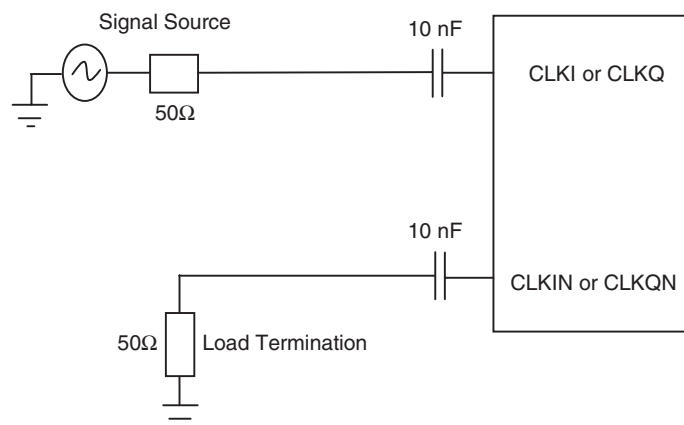 Signal Source
10 nF
CLKI or CLKQ
50Ω
10 nF
CLKIN or CLKQN
50Ω Load Termination